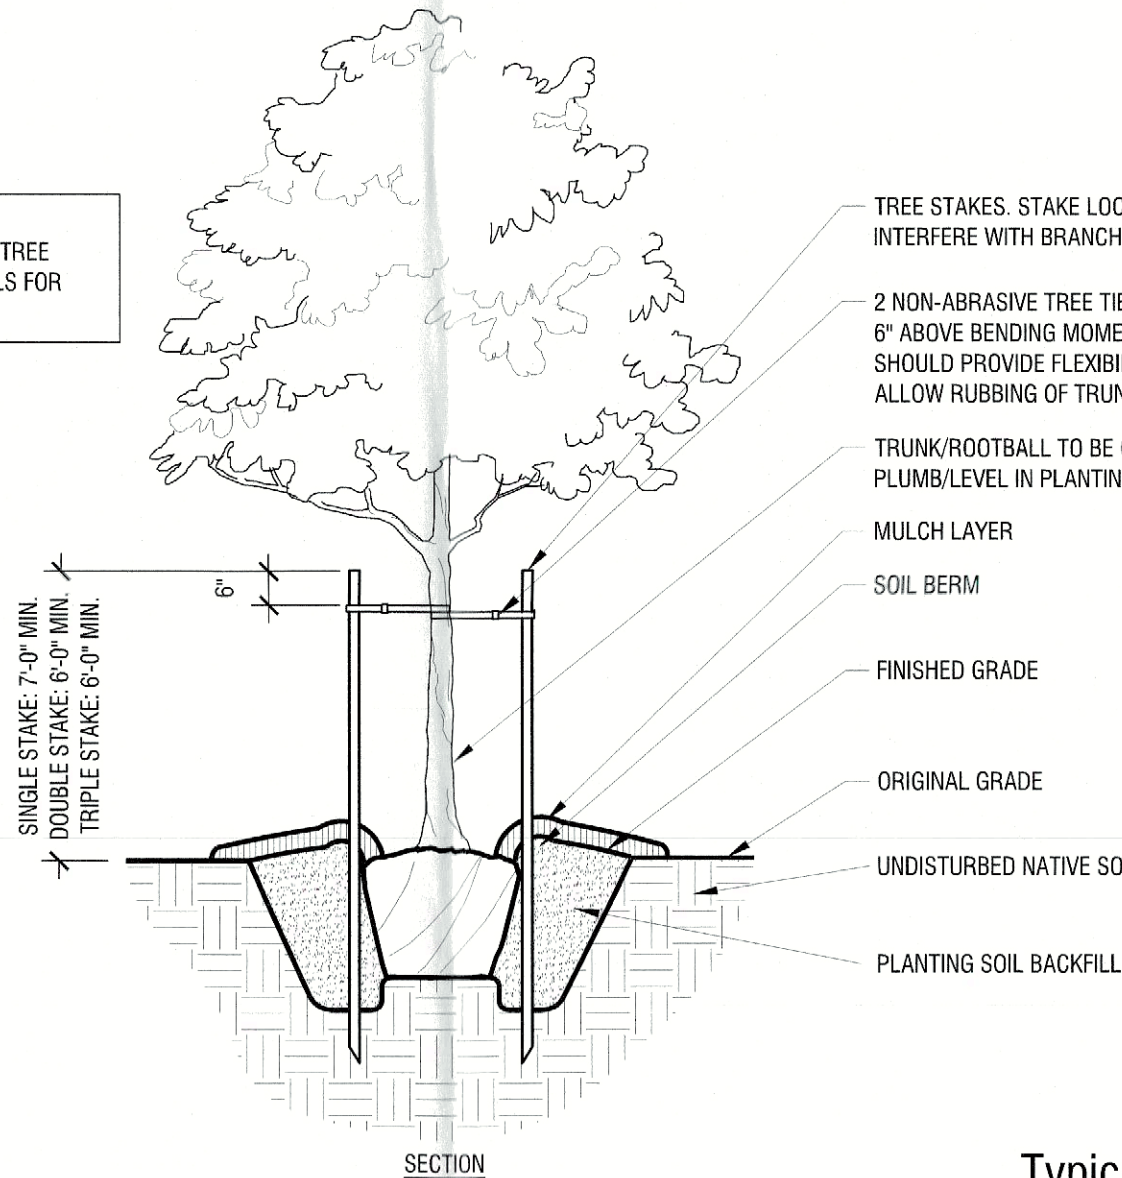 TREE
LS FOR
TREE STAKES. STAKE LOC
INTERFERE WITH BRANCH
2 NON-ABRASIVE TREE TIE
6" ABOVE BENDING MOME
SHOULD PROVIDE FLEXIBI
ALLOW RUBBING OF TRUN
TRUNK/ROOTBALL TO BE
PLUMB/LEVEL IN PLANTIN
MULCH LAYER
SOIL BERM
6"
SINGLE STAKE: 7'-0" MIN.
DOUBLE STAKE: 6'-0" MIN.
TRIPLE STAKE: 6'-0" MIN.
FINISHED GRADE
ORIGINAL GRADE
UNDISTURBED NATIVE SO
PLANTING SOIL BACKFILL
SECTION
Typic